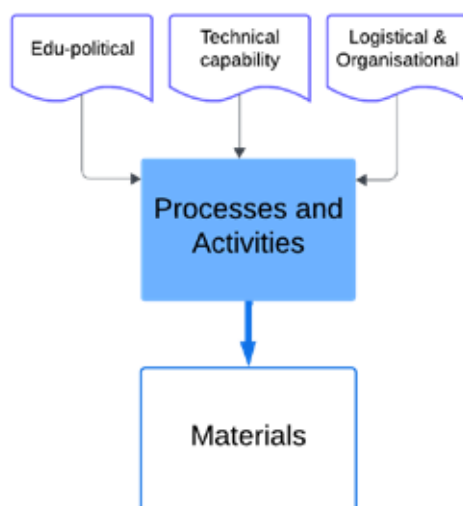 Edu-political
Technical
capability
Logistical &
Organisational
Processes and
Activities
Materials